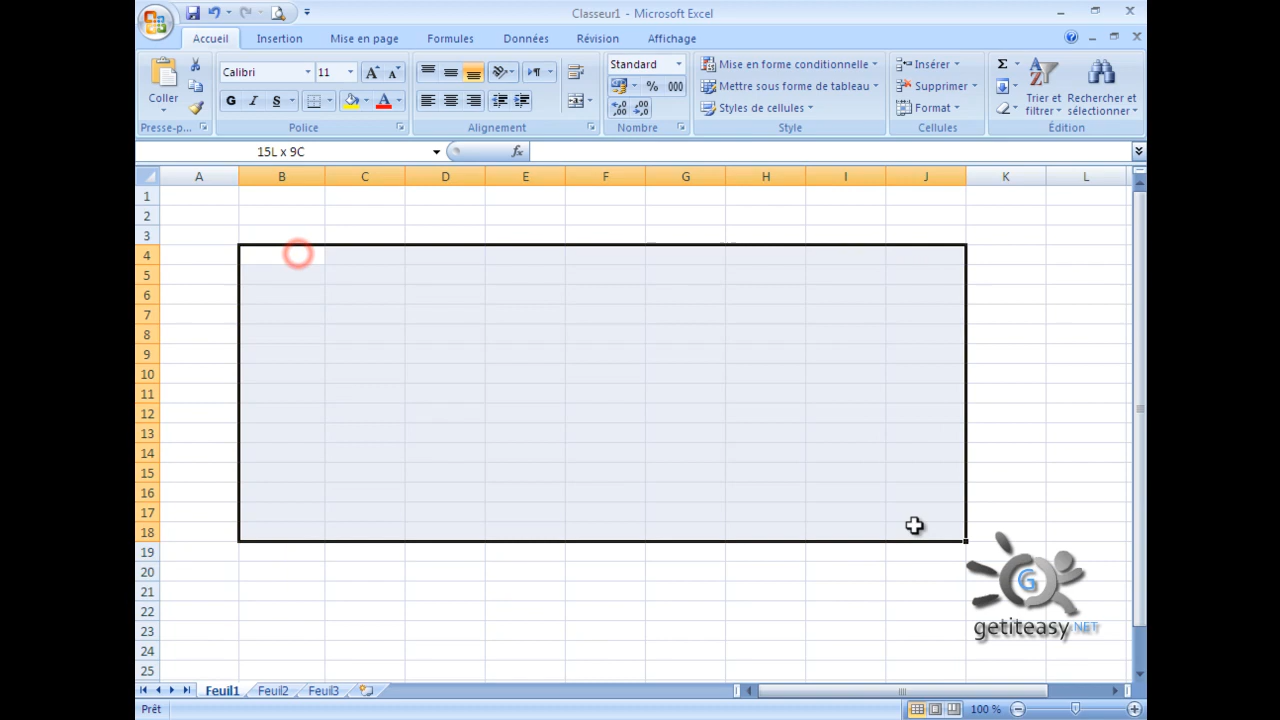 Classeur1 - Microsoft Excel
Accueil Insertion Mise en page Formules Données Révision Affichage
Coller
Calibri 11
G I S
Standard
% 000
Mise en forme conditionnelle
Mettre sous forme de tableau
Styles de cellules
Insérer
Supprimer
Format
Σ
Trier et filtrer
Rechercher et sélectionner
Presse-p... Police Alignement Nombre Style Cellules Édition
15L x 9C fx
A B C D E F G H I J K L
1
2
3
4
5
6
7
8
9
10
11
12
13
14
15
16
17
18
19
20
21
22
23
24
25
G
getiteasy.NET
Feuil1 Feuil2 Feuil3
Prêt 100 %